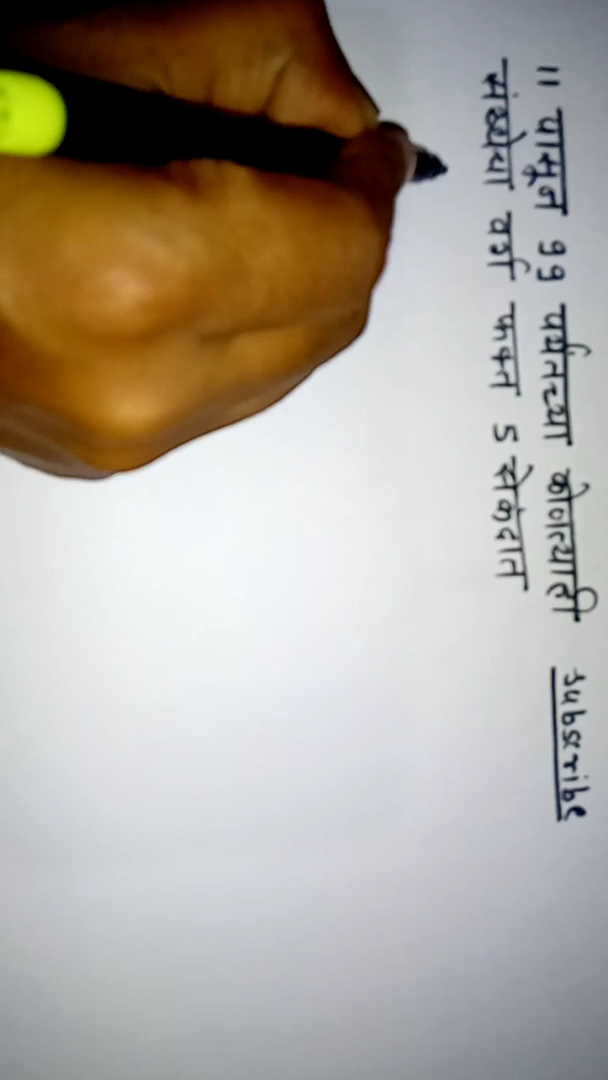 11 पासून 99 पर्यंतच्या कोणत्याही
संख्येचा वर्ग फक्त 5 सेकंदात
Subscribe